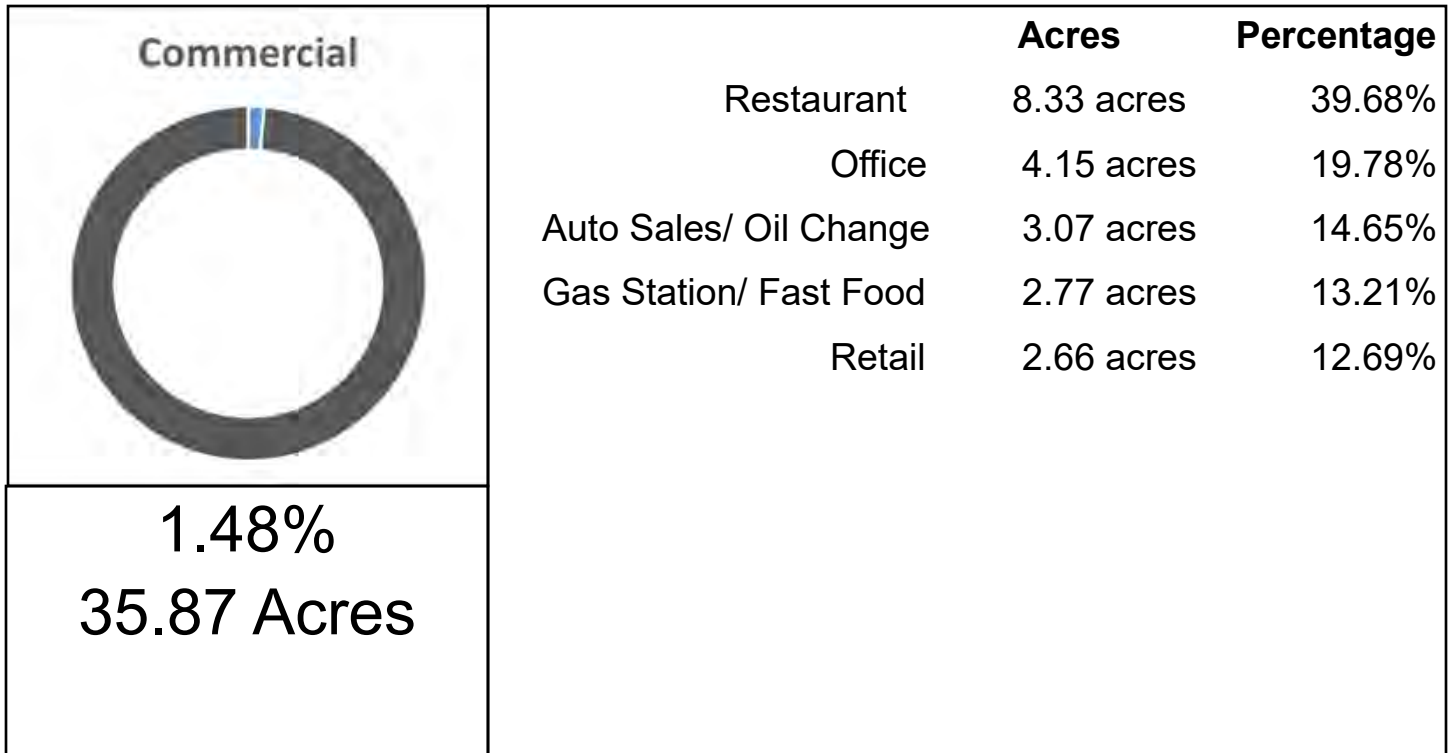 Commercial
1.48%
35.87 Acres
Acres Percentage
Restaurant 8.33 acres 39.68%
Office 4.15 acres 19.78%
Auto Sales/ Oil Change 3.07 acres 14.65%
Gas Station/ Fast Food 2.77 acres 13.21%
Retail 2.66 acres 12.69%